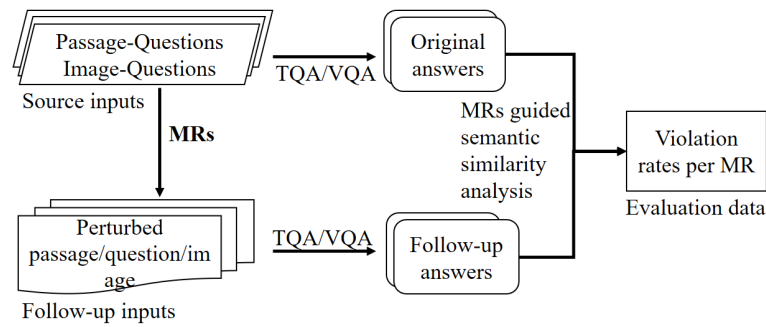 Passage-Questions
Image-Questions
Source inputs
TQA/VQA
Original
answers
MRs
MRs guided
semantic
similarity
analysis
Violation
rates per MR
Evaluation data
Perturbed
passage/question/im
age
Follow-up inputs
TQA/VQA
Follow-up
answers